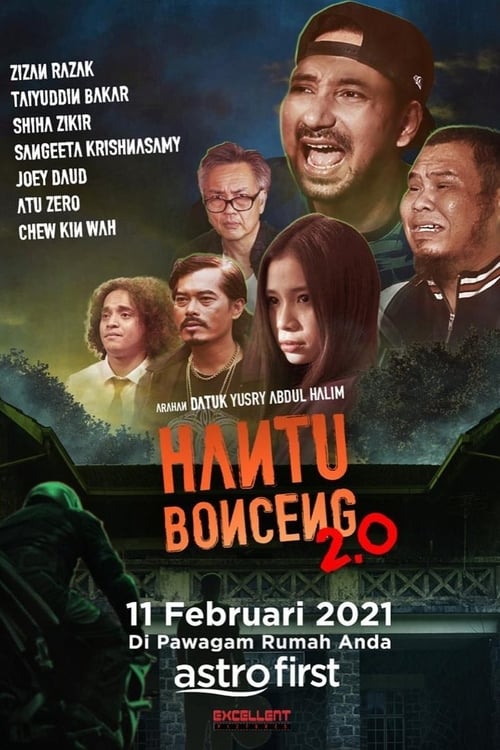 ZIZAN RAZAK
TAIYUDDIN BAKAR
SHIHA ZIKIR
SANGEETA KRISHNASAMY
JOEY DAUD
ATU ZERO
CHEW KIN WAH
ARAHAN DATUK YUSRY ABDUL HALIM
HANTU
BONCENG
2.0
11 Februari 2021
Di Pawagam Rumah Anda
astro first
EXCELLENT
PICTURES